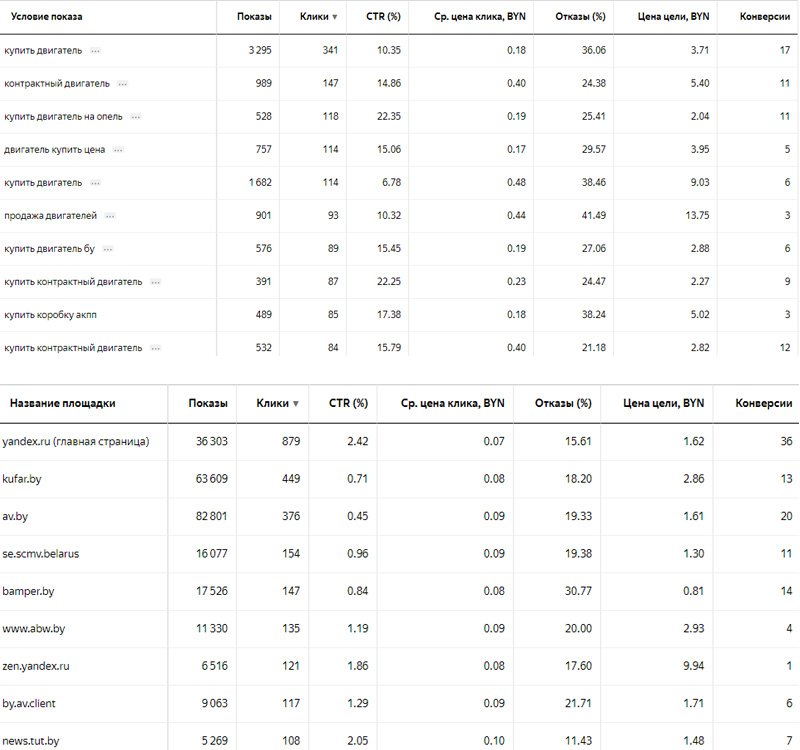 Условие показа Показы Клики ▼ CTR (%) Ср. цена клика, BYN Отказы (%) Цена цели, BYN Конверсии
купить двигатель ... 3 295 341 10.35 0.18 36.06 3.71 17
контрактный двигатель ... 989 147 14.86 0.40 24.38 5.40 11
купить двигатель на опель ... 528 118 22.35 0.19 25.41 2.04 11
двигатель купить цена ... 757 114 15.06 0.17 29.57 3.95 5
купить двигатель ... 1 682 114 6.78 0.48 38.46 9.03 6
продажа двигателей ... 901 93 10.32 0.44 41.49 13.75 3
купить двигатель бу ... 576 89 15.45 0.19 27.06 2.88 6
купить контрактный двигатель ... 391 87 22.25 0.23 24.47 2.27 9
купить коробку акпп 489 85 17.38 0.18 38.24 5.02 3
купить контрактный двигатель ... 532 84 15.79 0.40 21.18 2.82 12
Название площадки Показы Клики ▼ CTR (%) Ср. цена клика, BYN Отказы (%) Цена цели, BYN Конверсии
yandex.ru (главная страница) 36 303 879 2.42 0.07 15.61 1.62 36
kufar.by 63 609 449 0.71 0.08 18.20 2.86 13
av.by 82 801 376 0.45 0.09 19.33 1.61 20
se.scmv.belarus 16 077 154 0.96 0.09 19.38 1.30 11
bamper.by 17 526 147 0.84 0.08 30.77 0.81 14
www.abw.by 11 330 135 1.19 0.09 20.00 2.93 4
zen.yandex.ru 6 516 121 1.86 0.08 17.60 9.94 1
by.av.client 9 063 117 1.29 0.09 21.71 1.71 6
news.tut.by 5 269 108 2.05 0.10 11.43 1.48 7